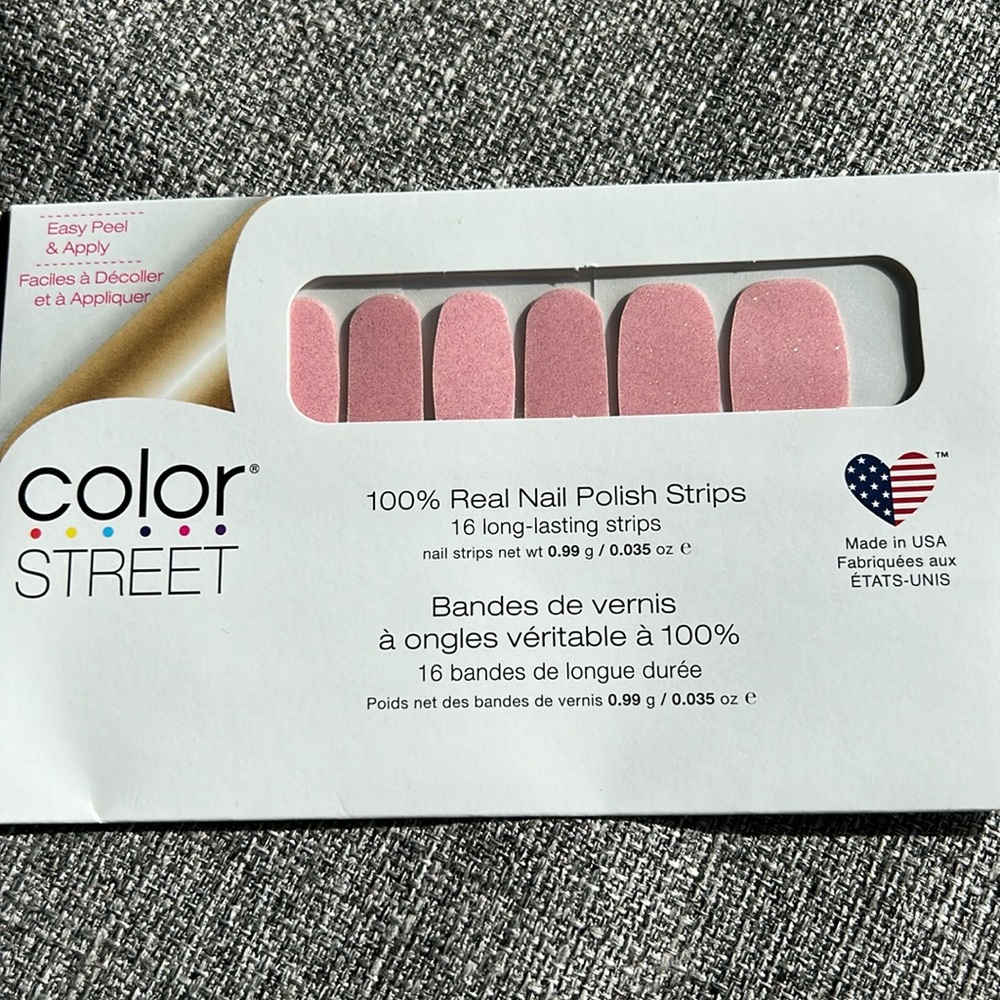 Easy Peel
& Apply
Faciles à Décoller
et à Appliquer
color®
STREET
100% Real Nail Polish Strips
16 long-lasting strips
nail strips net wt 0.99 g / 0.035 oz ℮
Bandes de vernis
à ongles véritable à 100%
16 bandes de longue durée
Poids net des bandes de vernis 0.99 g / 0.035 oz ℮
™
Made in USA
Fabriquées aux
ÉTATS-UNIS